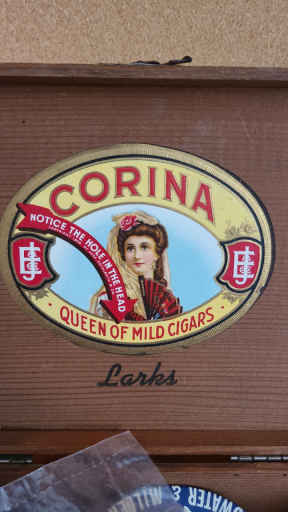 CORINA
NOTICE THE HOLE IN THE HEAD
QUEEN OF MILD CIGARS
Larks